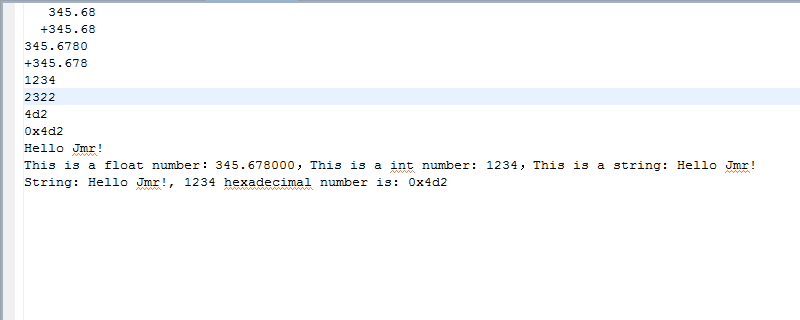 345.68
+345.68
345.6780
+345.678
1234
2322
4d2
0x4d2
Hello Jmr!
This is a float number：345.678000，This is a int number: 1234，This is a string: Hello Jmr!
String: Hello Jmr!, 1234 hexadecimal number is: 0x4d2